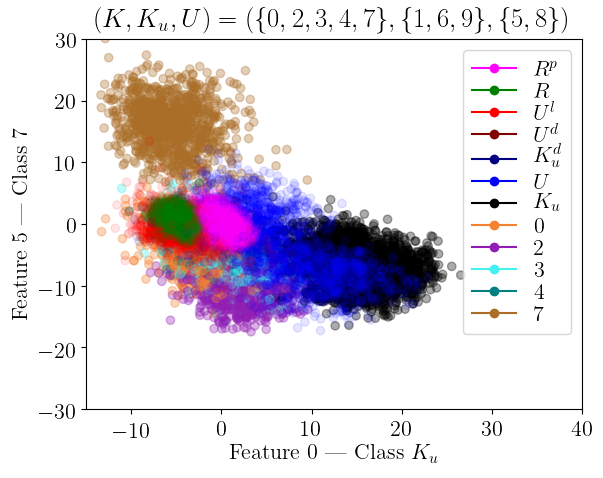 (K, K_u, U) = ({0, 2, 3, 4, 7}, {1, 6, 9}, {5, 8})
30
20
10
0
−10
−20
−30
Feature 5 — Class 7
R^p
R
U^l
U^d
K_u^d
U
K_u
0
2
3
4
7
−10
0
10
20
30
40
Feature 0 — Class K_u